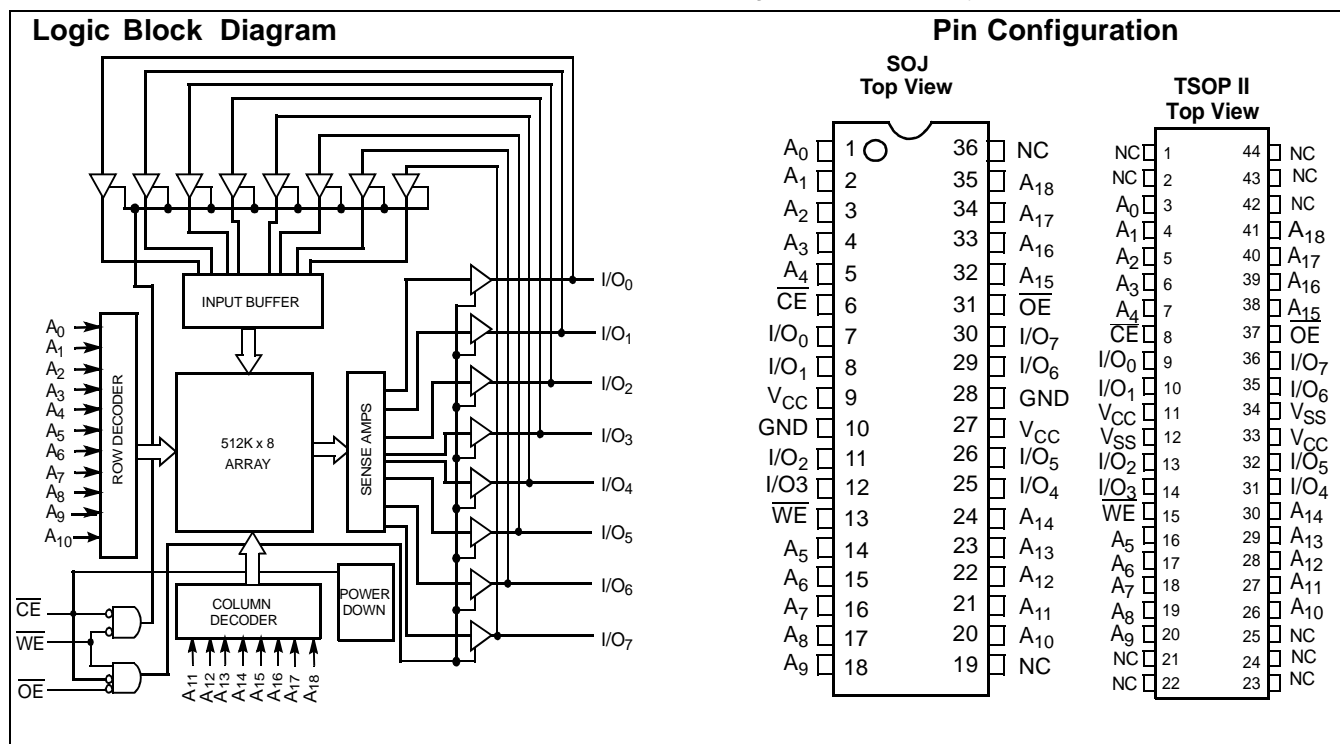 Logic Block Diagram
INPUT BUFFER
A0
A1
A2
A3
A4
A5
A6
A7
A8
A9
A10
ROW DECODER
512K x 8
ARRAY
SENSE AMPS
COLUMN
DECODER
POWER
DOWN
I/O0
I/O1
I/O2
I/O3
I/O4
I/O5
I/O6
I/O7
CE
WE
OE
A11
A12
A13
A14
A15
A16
A17
A18
Pin Configuration
SOJ
Top View
A0 1 36 NC
A1 2 35 A18
A2 3 34 A17
A3 4 33 A16
A4 5 32 A15
CE 6 31 OE
I/O0 7 30 I/O7
I/O1 8 29 I/O6
VCC 9 28 GND
GND 10 27 VCC
I/O2 11 26 I/O5
I/O3 12 25 I/O4
WE 13 24 A14
A5 14 23 A13
A6 15 22 A12
A7 16 21 A11
A8 17 20 A10
A9 18 19 NC
TSOP II
Top View
NC 1 44 NC
NC 2 43 NC
A0 3 42 NC
A1 4 41 A18
A2 5 40 A17
A3 6 39 A16
A4 7 38 A15
CE 8 37 OE
I/O0 9 36 I/O7
I/O1 10 35 I/O6
VCC 11 34 VSS
VSS 12 33 VCC
I/O2 13 32 I/O5
I/O3 14 31 I/O4
WE 15 30 A14
A5 16 29 A13
A6 17 28 A12
A7 18 27 A11
A8 19 26 A10
A9 20 25 NC
NC 21 24 NC
NC 22 23 NC